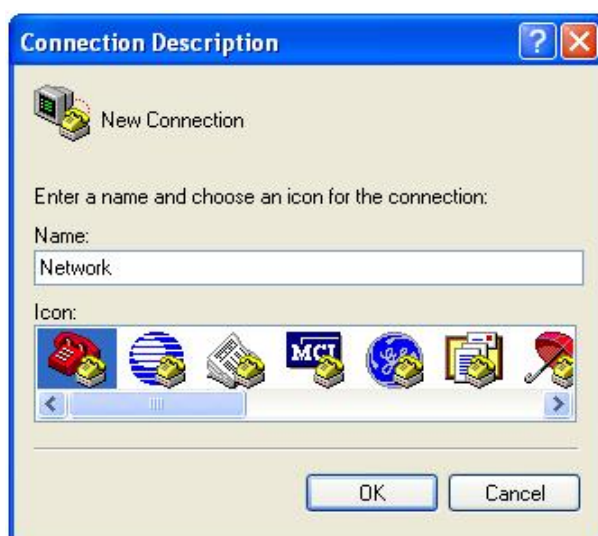 Connection Description
New Connection
Enter a name and choose an icon for the connection:
Name:
Network
Icon:
MCI
OK
Cancel